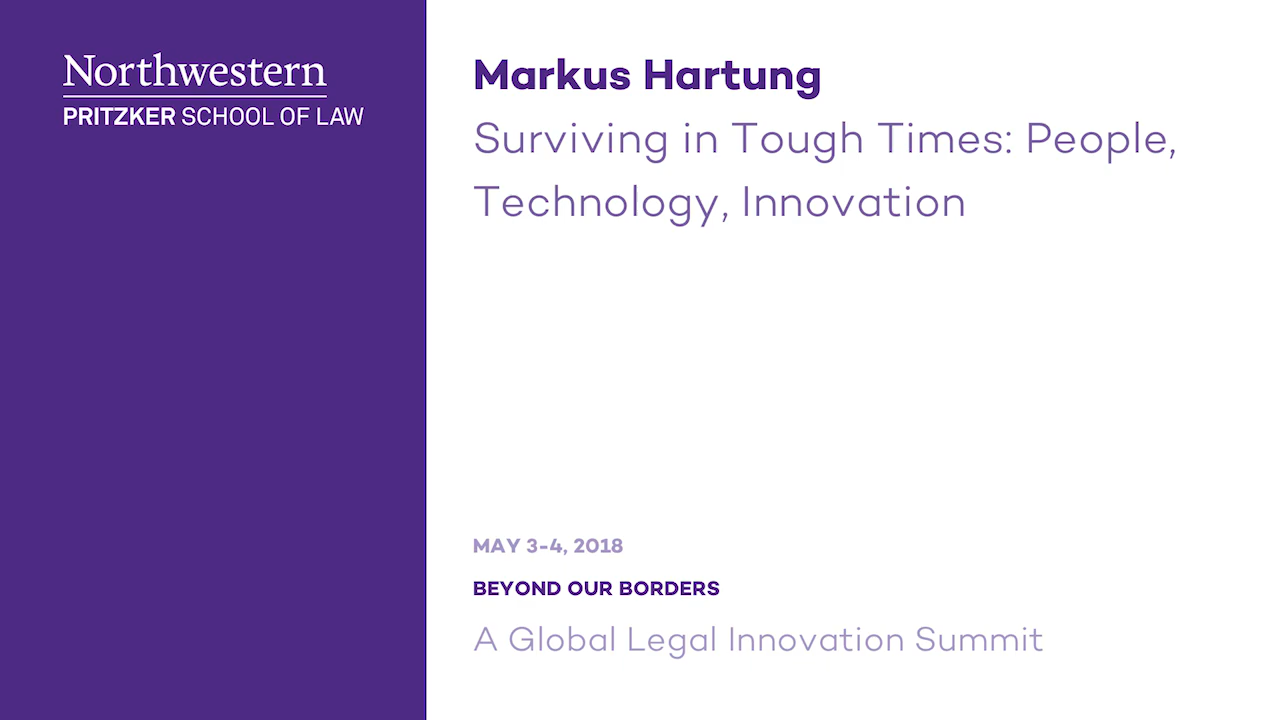 Northwestern
PRITZKER SCHOOL OF LAW
Markus Hartung
Surviving in Tough Times: People,
Technology, Innovation
MAY 3-4, 2018
BEYOND OUR BORDERS
A Global Legal Innovation Summit